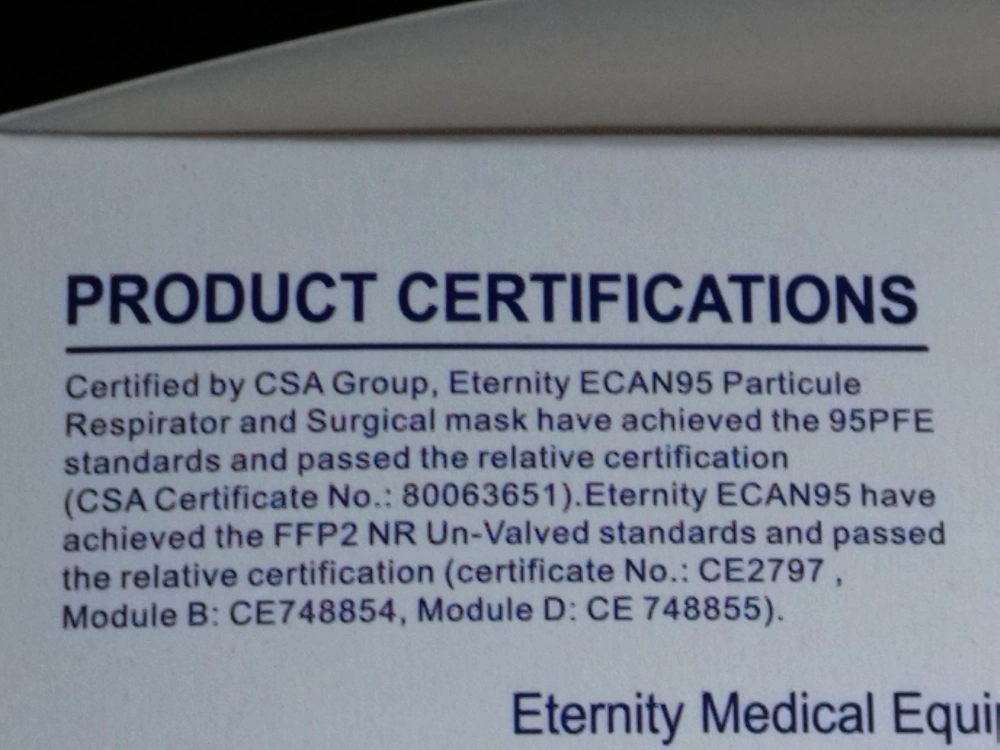 PRODUCT CERTIFICATIONS
Certified by CSA Group, Eternity ECAN95 Particule
Respirator and Surgical mask have achieved the 95PFE
standards and passed the relative certification
(CSA Certificate No.: 80063651).Eternity ECAN95 have
achieved the FFP2 NR Un-Valved standards and passed
the relative certification (certificate No.: CE2797 ,
Module B: CE748854, Module D: CE 748855).
Eternity Medical